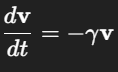 dv/dt = −γv